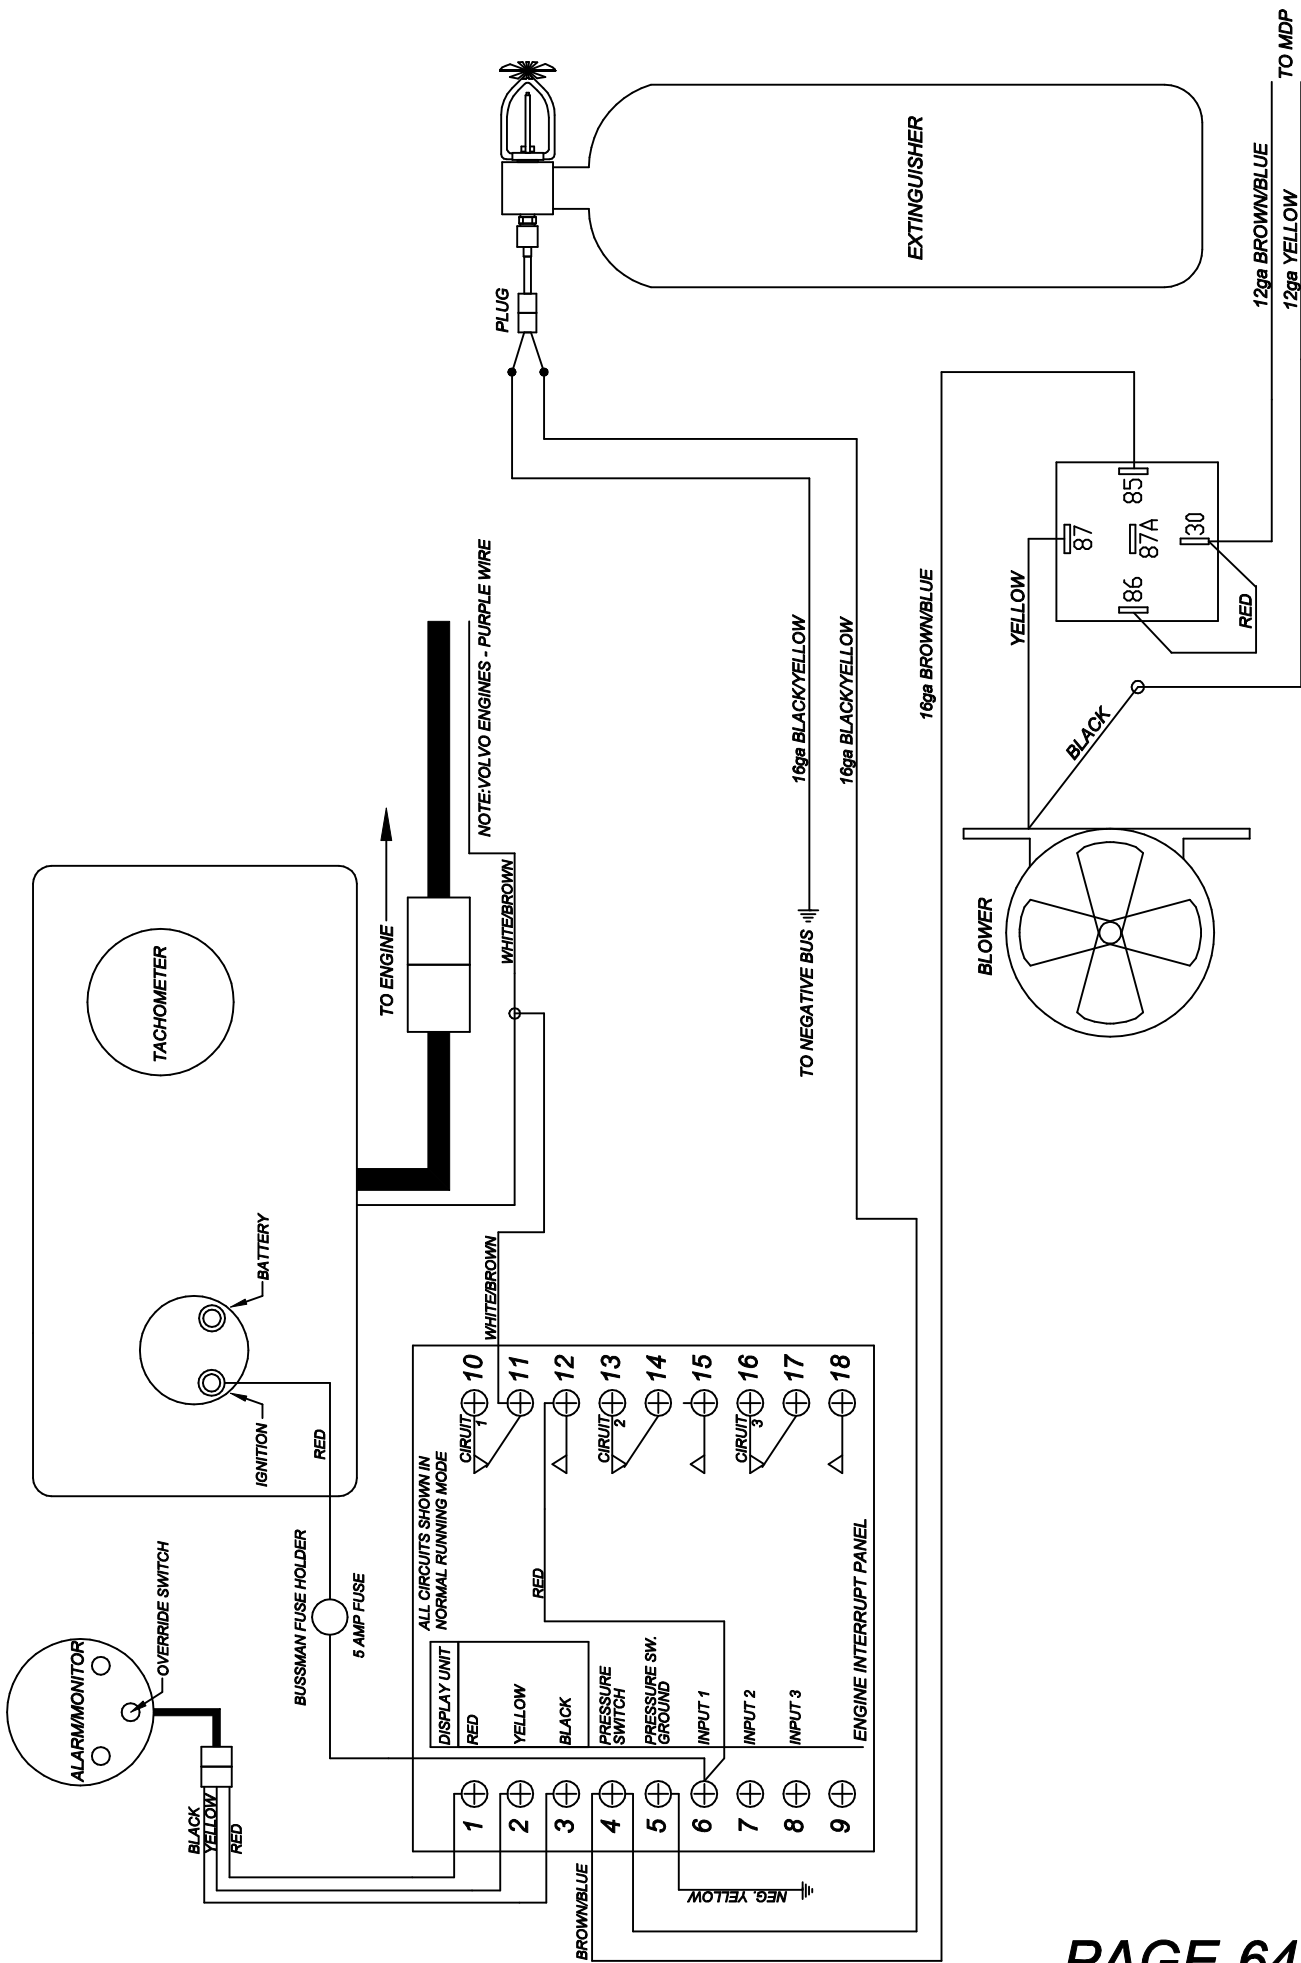 ALARM/MONITOR
OVERRIDE SWITCH
BLACK
YELLOW
RED
TACHOMETER
BATTERY
IGNITION
RED
BUSSMAN FUSE HOLDER
5 AMP FUSE
TO ENGINE
NOTE:VOLVO ENGINES - PURPLE WIRE
WHITE/BROWN
WHITE/BROWN
PLUG
EXTINGUISHER
ALL CIRCUITS SHOWN IN
NORMAL RUNNING MODE
DISPLAY UNIT
RED
YELLOW
BLACK
PRESSURE
SWITCH
PRESSURE SW.
GROUND
INPUT 1
INPUT 2
INPUT 3
ENGINE INTERRUPT PANEL
RED
1
2
3
4
5
6
7
8
9
10
11
12
13
14
15
16
17
18
CIRUIT
1
CIRUIT
2
CIRUIT
3
BROWN/BLUE
NEG. YELLOW
16ga BLACK/YELLOW
16ga BLACK/YELLOW
TO NEGATIVE BUS
16ga BROWN/BLUE
BLOWER
YELLOW
BLACK
87
87A
85
86
30
RED
12ga BROWN/BLUE
12ga YELLOW
TO MDP
PAGE 64